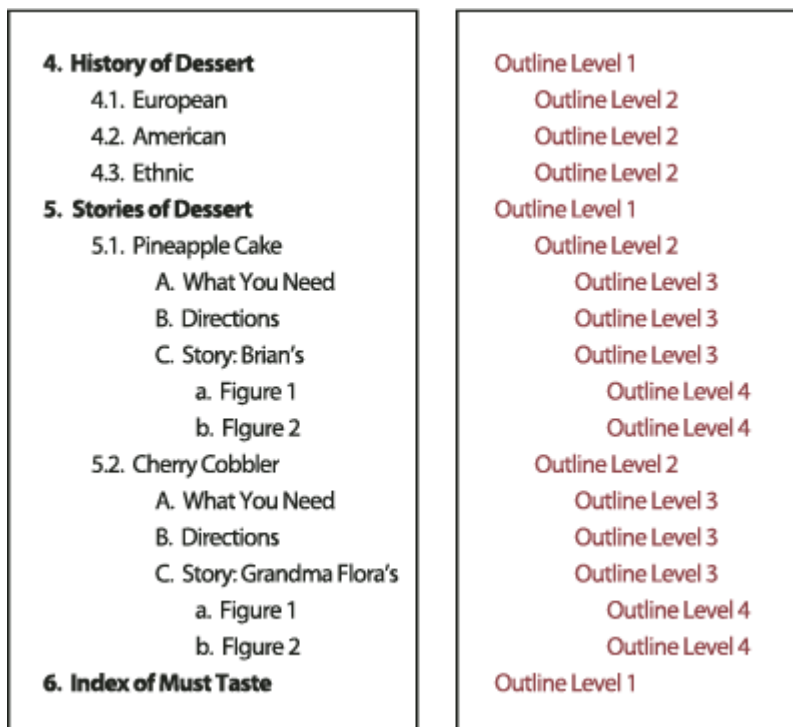 4. History of Dessert
4.1. European
4.2. American
4.3. Ethnic
5. Stories of Dessert
5.1. Pineapple Cake
A. What You Need
B. Directions
C. Story: Brian's
a. Figure 1
b. FIgure 2
5.2. Cherry Cobbler
A. What You Need
B. Directions
C. Story: Grandma Flora's
a. Figure 1
b. FIgure 2
6. Index of Must Taste
Outline Level 1
Outline Level 2
Outline Level 2
Outline Level 2
Outline Level 1
Outline Level 2
Outline Level 3
Outline Level 3
Outline Level 3
Outline Level 4
Outline Level 4
Outline Level 2
Outline Level 3
Outline Level 3
Outline Level 3
Outline Level 4
Outline Level 4
Outline Level 1